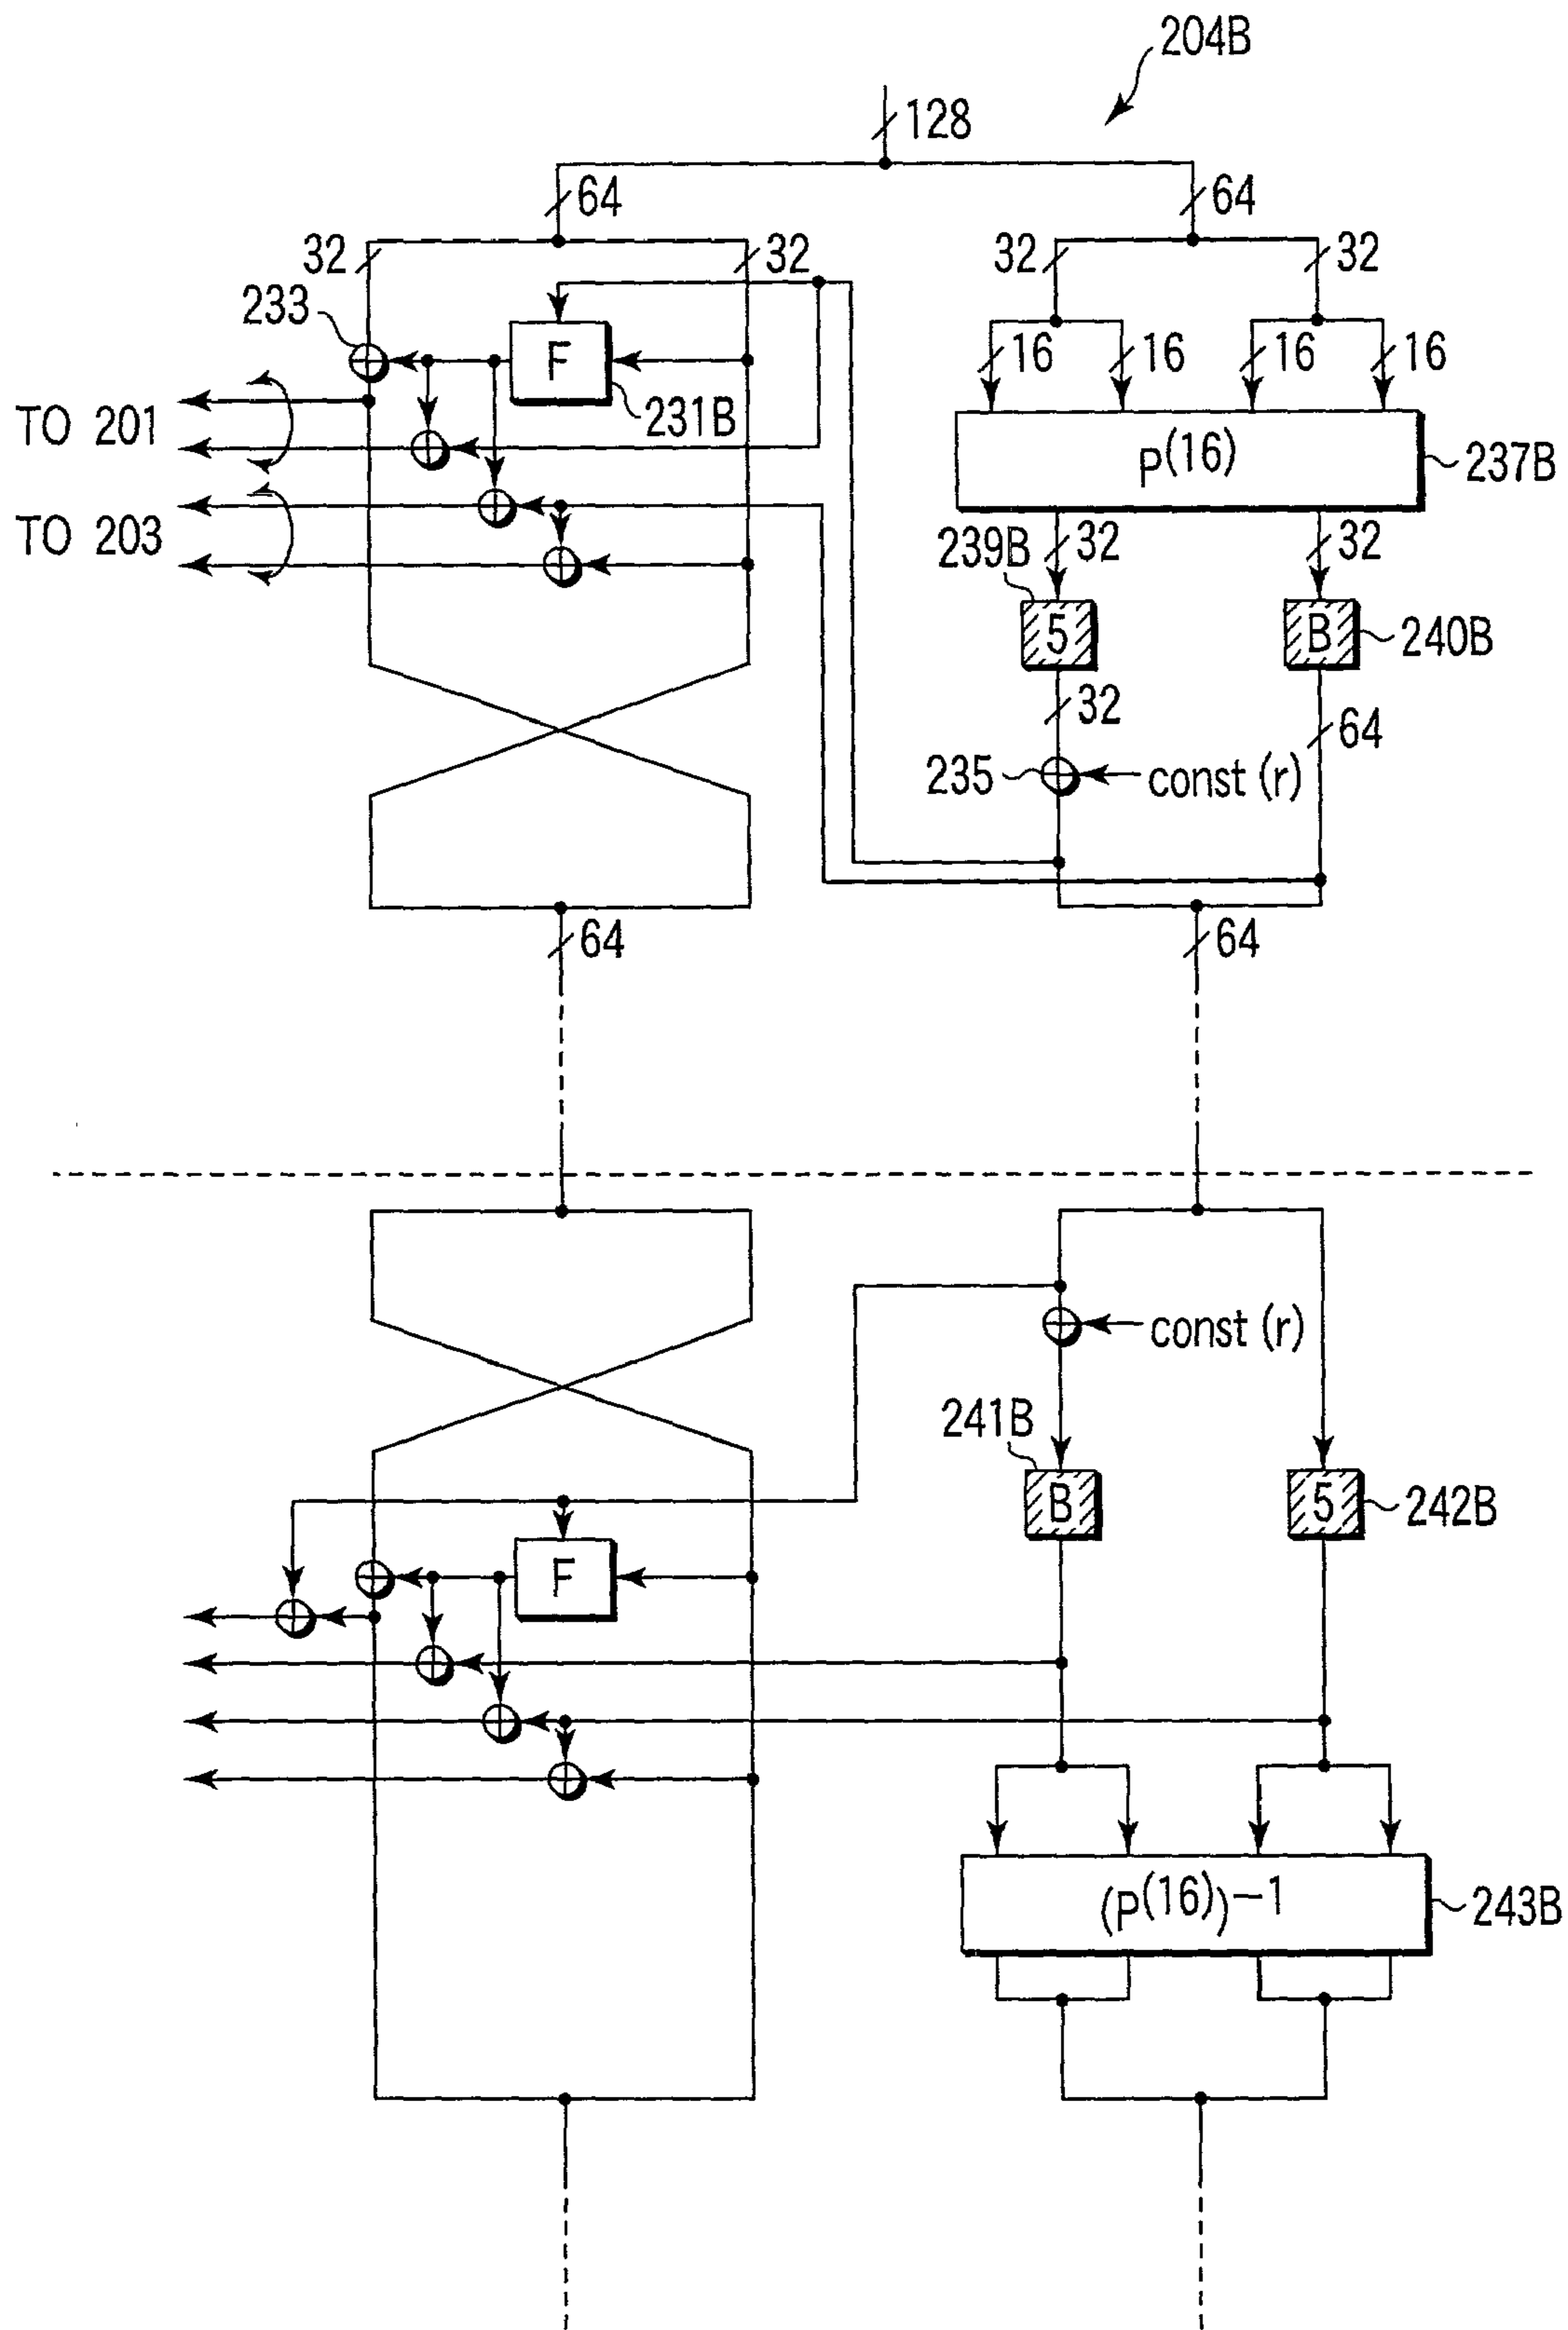 204B
128
64
64
32
32
32
32
233
F
231B
16
16
16
16
TO 201
P(16)
237B
TO 203
239B
32
32
5
B
240B
32
64
235
const (r)
64
64
const (r)
241B
B
5
242B
F
(P(16))-1
243B